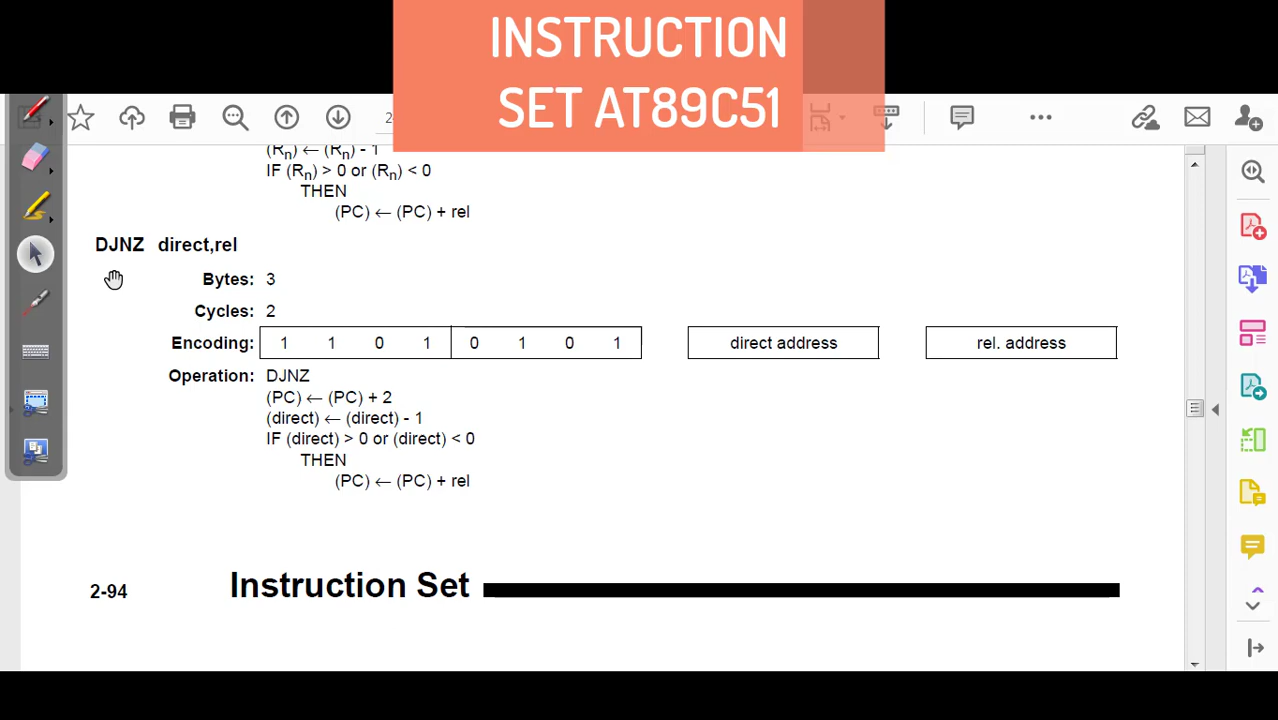 INSTRUCTION
SET AT89C51
2
(Rn) ← (Rn) - 1
IF (Rn) > 0 or (Rn) < 0
THEN
(PC) ← (PC) + rel
DJNZ direct,rel
Bytes: 3
Cycles: 2
Encoding: 1 1 0 1 0 1 0 1 direct address rel. address
Operation: DJNZ
(PC) ← (PC) + 2
(direct) ← (direct) - 1
IF (direct) > 0 or (direct) < 0
THEN
(PC) ← (PC) + rel
2-94 Instruction Set